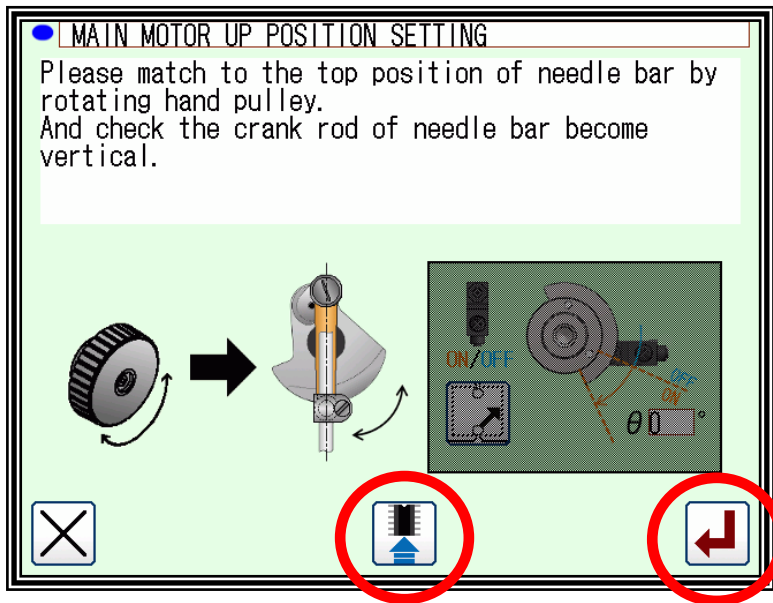 MAIN MOTOR UP POSITION SETTING
Please match to the top position of needle bar by
rotating hand pulley.
And check the crank rod of needle bar become
vertical.
ON/OFF
OFF
ON
θ 0 °